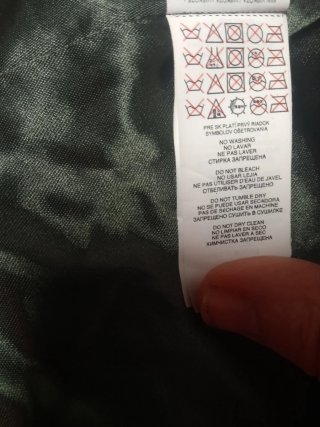 PRE SK PLATÍ PRVÝ RIADOK
SYMBOLOV OŠETROVANIA
NO WASHING
NO LAVAR
NE PAS LAVER
СТИРКА ЗАПРЕЩЕНА
DO NOT BLEACH
NO USAR LEJIA
NE PAS UTILISER D'EAU DE JAVEL
ОТБЕЛИВАТЬ ЗАПРЕЩЕНО
DO NOT TUMBLE DRY
NO SE PUEDE USAR SECADORA
PAS DE SECHAGE EN MACHINE
ЗАПРЕЩЕНО СУШИТЬ В СУШИЛКЕ
DO NOT DRY CLEAN
NO LIMPIAR EN SECO
NE PAS LAVER A SEC
ХИМЧИСТКА ЗАПРЕЩЕНА